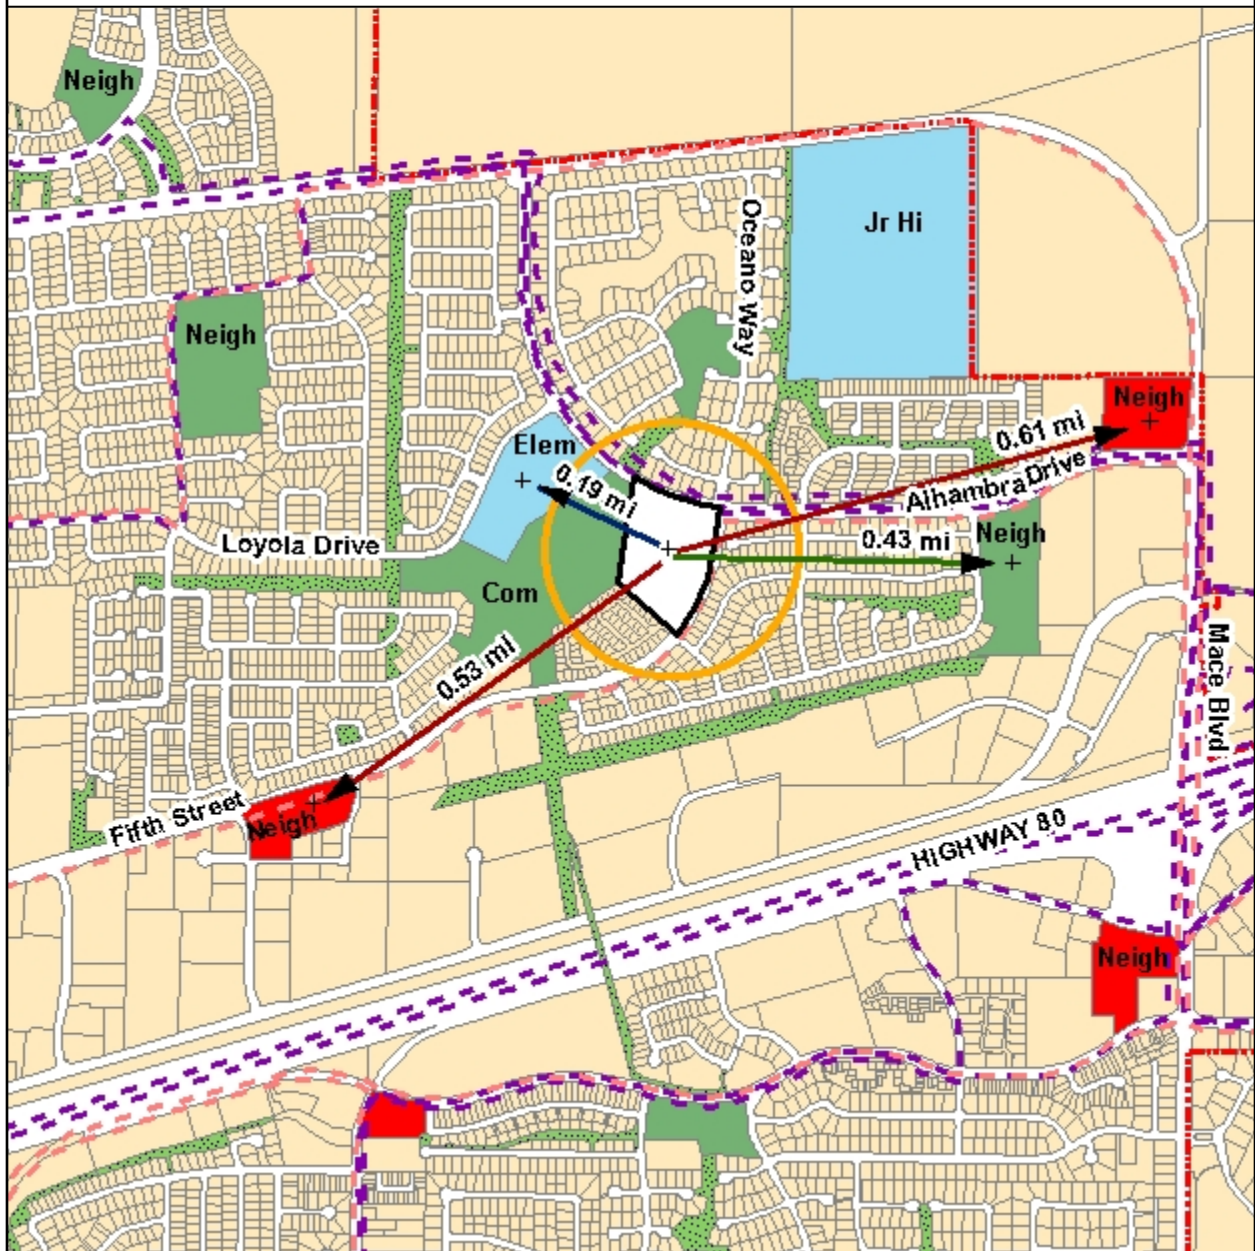 Neigh
Jr Hi
Oceano Way
Neigh
Neigh
0.61 mi
Elem
0.19 mi
Alhambra Drive
Neigh
0.43 mi
Loyola Drive
Com
0.53 mi
Mace Blvd
Fifth Street
Neigh
HIGHWAY 80
Neigh